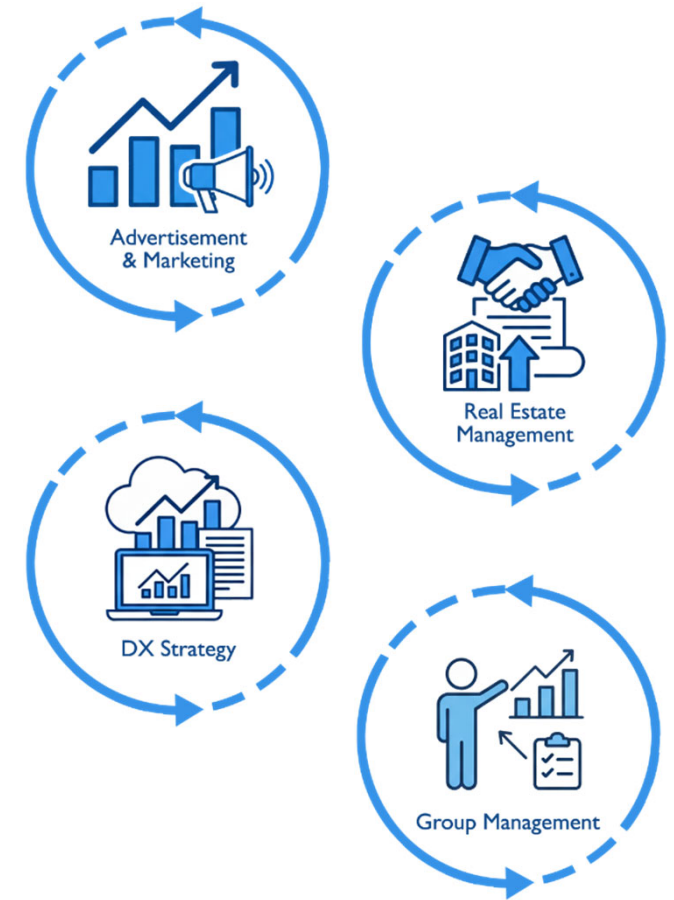 Advertisement
& Marketing
Real Estate
Management
DX Strategy
Group Management